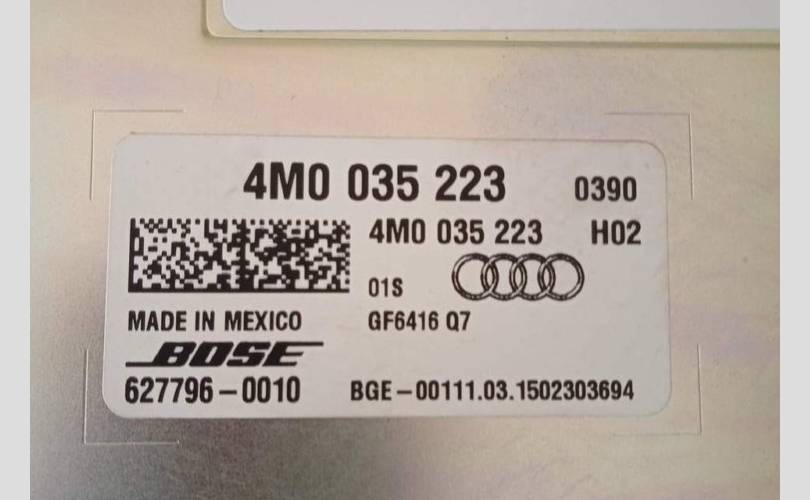 4M0 035 223 0390
4M0 035 223 H02
01S
MADE IN MEXICO GF6416 Q7
BOSE
627796-0010 BGE-00111.03.1502303694